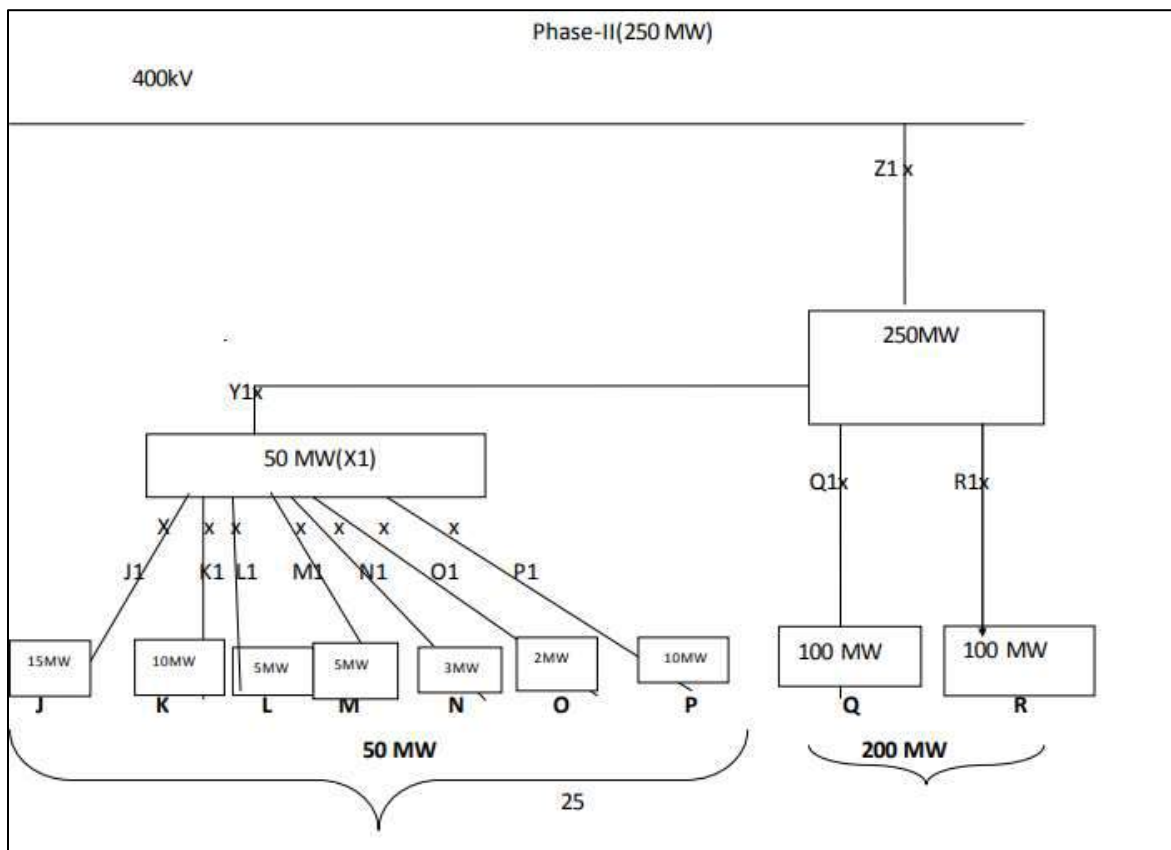 Phase-II(250 MW)
400kV
Z1 x
250MW
Y1x
50 MW(X1)
Q1x R1x
X x x x x x x
J1 K1 L1 M1 N1 O1 P1
15MW 10MW 5MW 5MW 3MW 2MW 10MW 100 MW 100 MW
J K L M N O P Q R
50 MW 200 MW
25